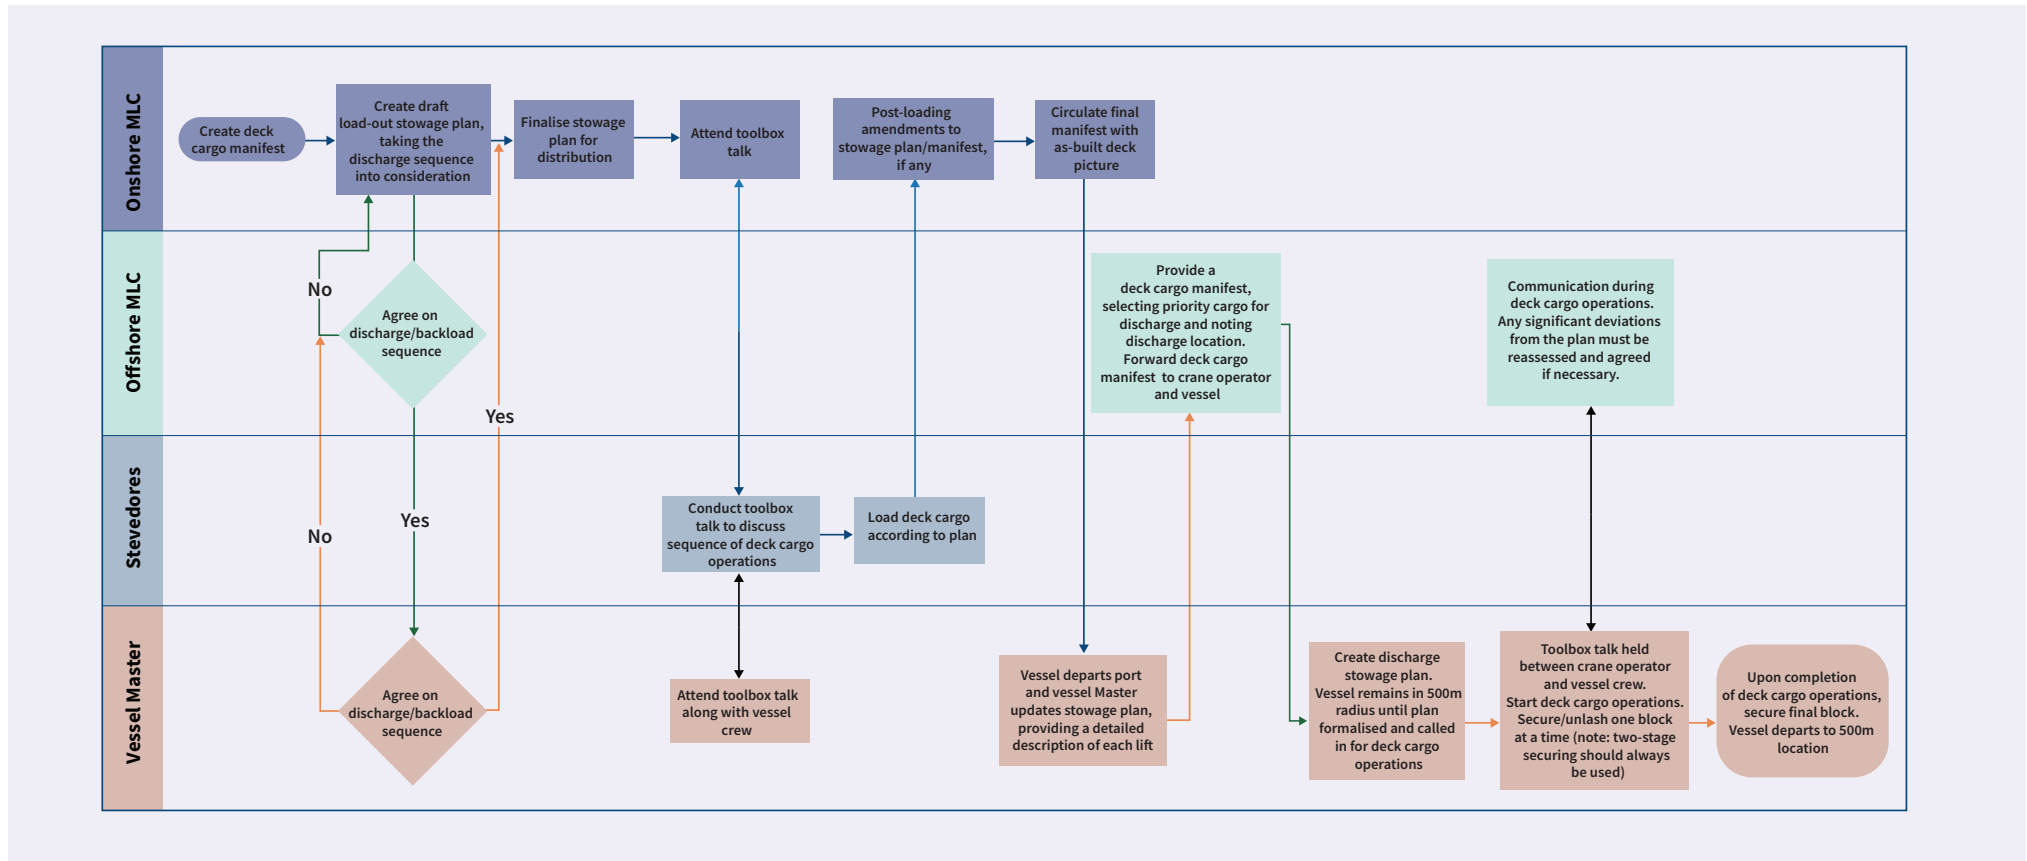 Onshore MLC
Create deck
cargo manifest
Create draft
load-out stowage plan,
taking the
discharge sequence
into consideration
Finalise stowage
plan for
distribution
Attend toolbox
talk
Post-loading
amendments to
stowage plan/manifest,
if any
Circulate final
manifest with
as-built deck
picture
Offshore MLC
No
Agree on
discharge/backload
sequence
Yes
Provide a
deck cargo manifest,
selecting priority cargo for
discharge and noting
discharge location.
Forward deck cargo
manifest to crane operator
and vessel
Communication during
deck cargo operations.
Any significant deviations
from the plan must be
reassessed and agreed
if necessary.
Stevedores
No
Yes
Conduct toolbox
talk to discuss
sequence of deck cargo
operations
Load deck cargo
according to plan
Vessel Master
Agree on
discharge/backload
sequence
Attend toolbox talk
along with vessel
crew
Vessel departs port
and vessel Master
updates stowage plan,
providing a detailed
description of each lift
Create discharge
stowage plan.
Vessel remains in 500m
radius until plan
formalised and called
in for deck cargo
operations
Toolbox talk held
between crane operator
and vessel crew.
Start deck cargo operations.
Secure/unlash one block
at a time (note: two-stage
securing should always
be used)
Upon completion
of deck cargo operations,
secure final block.
Vessel departs to 500m
location